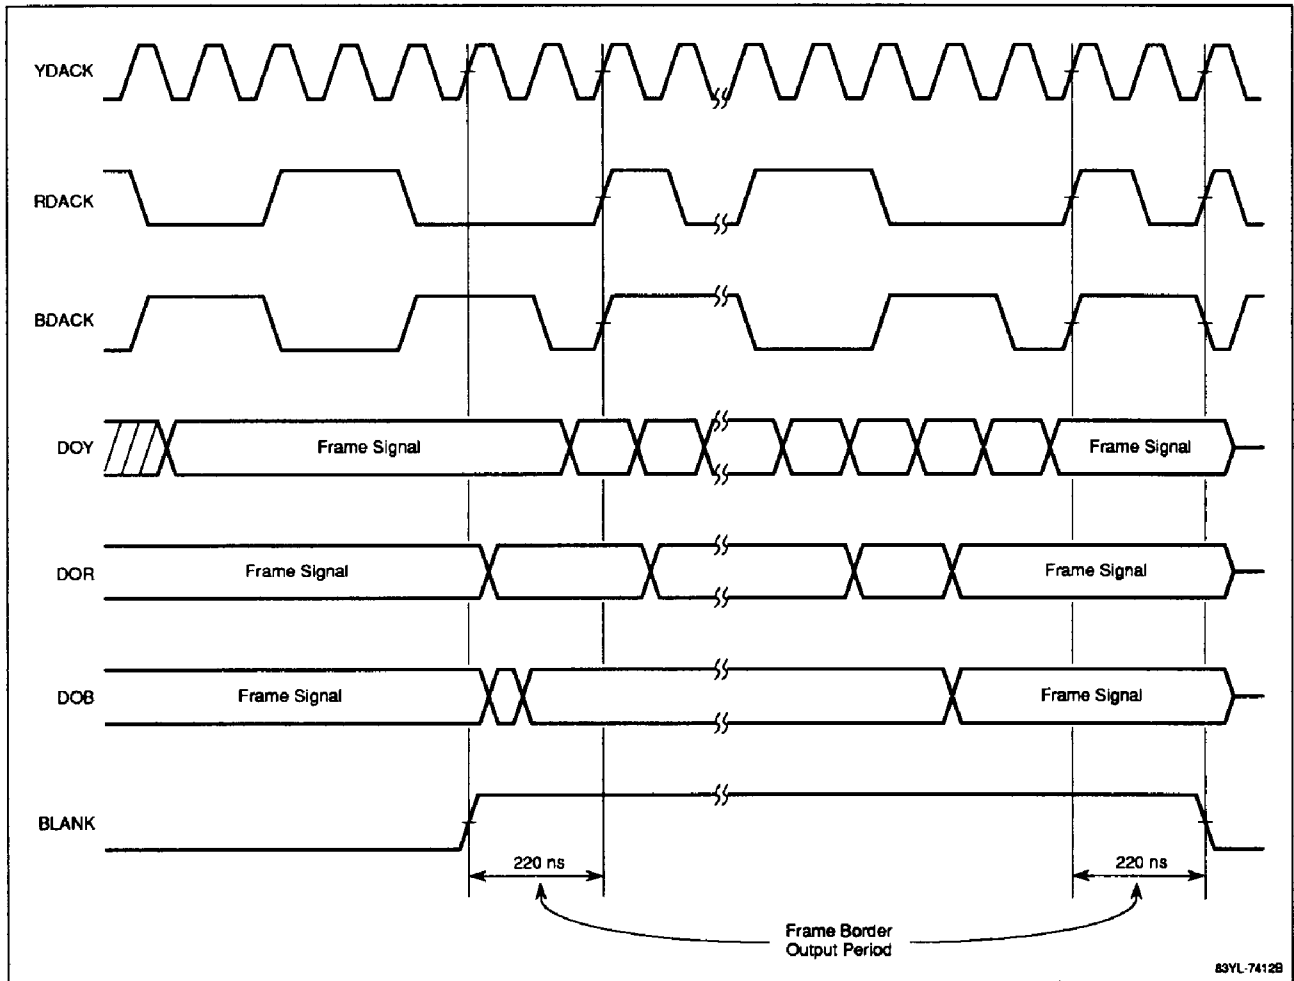 YDACK
RDACK
BDACK
DOY
Frame Signal
Frame Signal
DOR
Frame Signal
Frame Signal
DOB
Frame Signal
Frame Signal
BLANK
220 ns
220 ns
Frame Border
Output Period
83YL-7412B